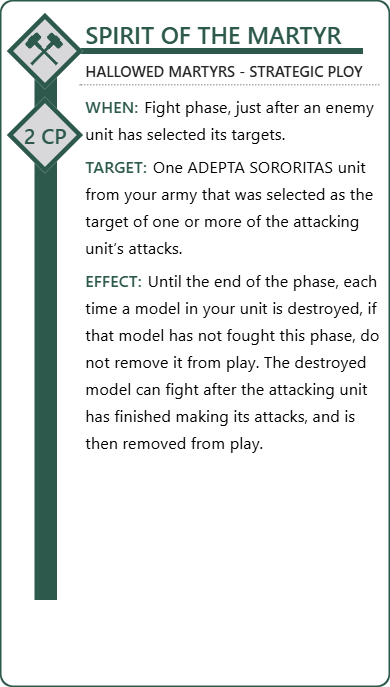 SPIRIT OF THE MARTYR
HALLOWED MARTYRS - STRATEGIC PLOY
2 CP
WHEN: Fight phase, just after an enemy
unit has selected its targets.
TARGET: One ADEPTA SORORITAS unit
from your army that was selected as the
target of one or more of the attacking
unit’s attacks.
EFFECT: Until the end of the phase, each
time a model in your unit is destroyed, if
that model has not fought this phase, do
not remove it from play. The destroyed
model can fight after the attacking unit
has finished making its attacks, and is
then removed from play.